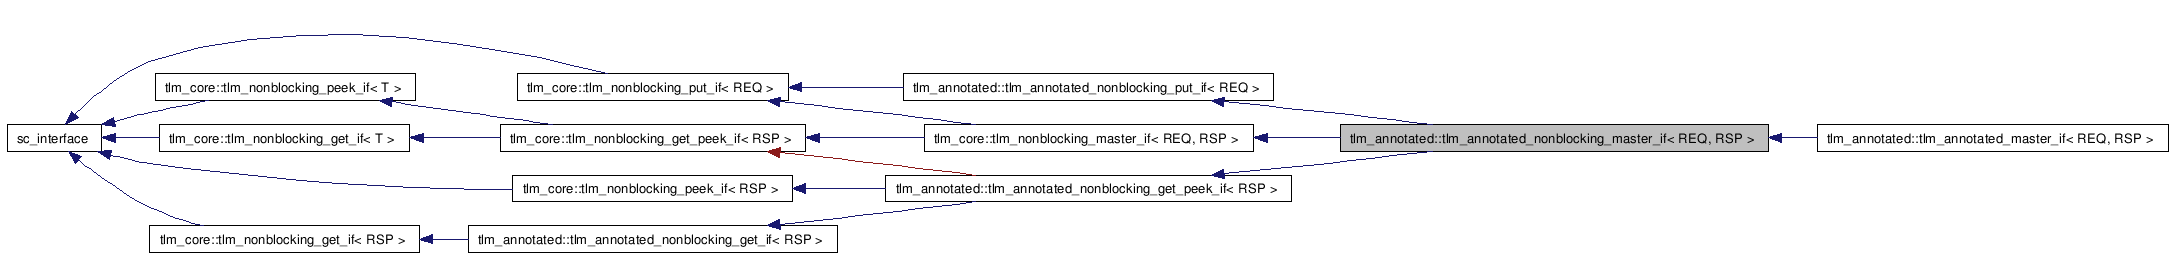 tlm_core::tlm_nonblocking_peek_if< T >
tlm_core::tlm_nonblocking_put_if< REQ >
tlm_annotated::tlm_annotated_nonblocking_put_if< REQ >
sc_interface
tlm_core::tlm_nonblocking_get_if< T >
tlm_core::tlm_nonblocking_get_peek_if< RSP >
tlm_core::tlm_nonblocking_master_if< REQ, RSP >
tlm_annotated::tlm_annotated_nonblocking_master_if< REQ, RSP >
tlm_annotated::tlm_annotated_master_if< REQ, RSP >
tlm_core::tlm_nonblocking_peek_if< RSP >
tlm_annotated::tlm_annotated_nonblocking_get_peek_if< RSP >
tlm_core::tlm_nonblocking_get_if< RSP >
tlm_annotated::tlm_annotated_nonblocking_get_if< RSP >